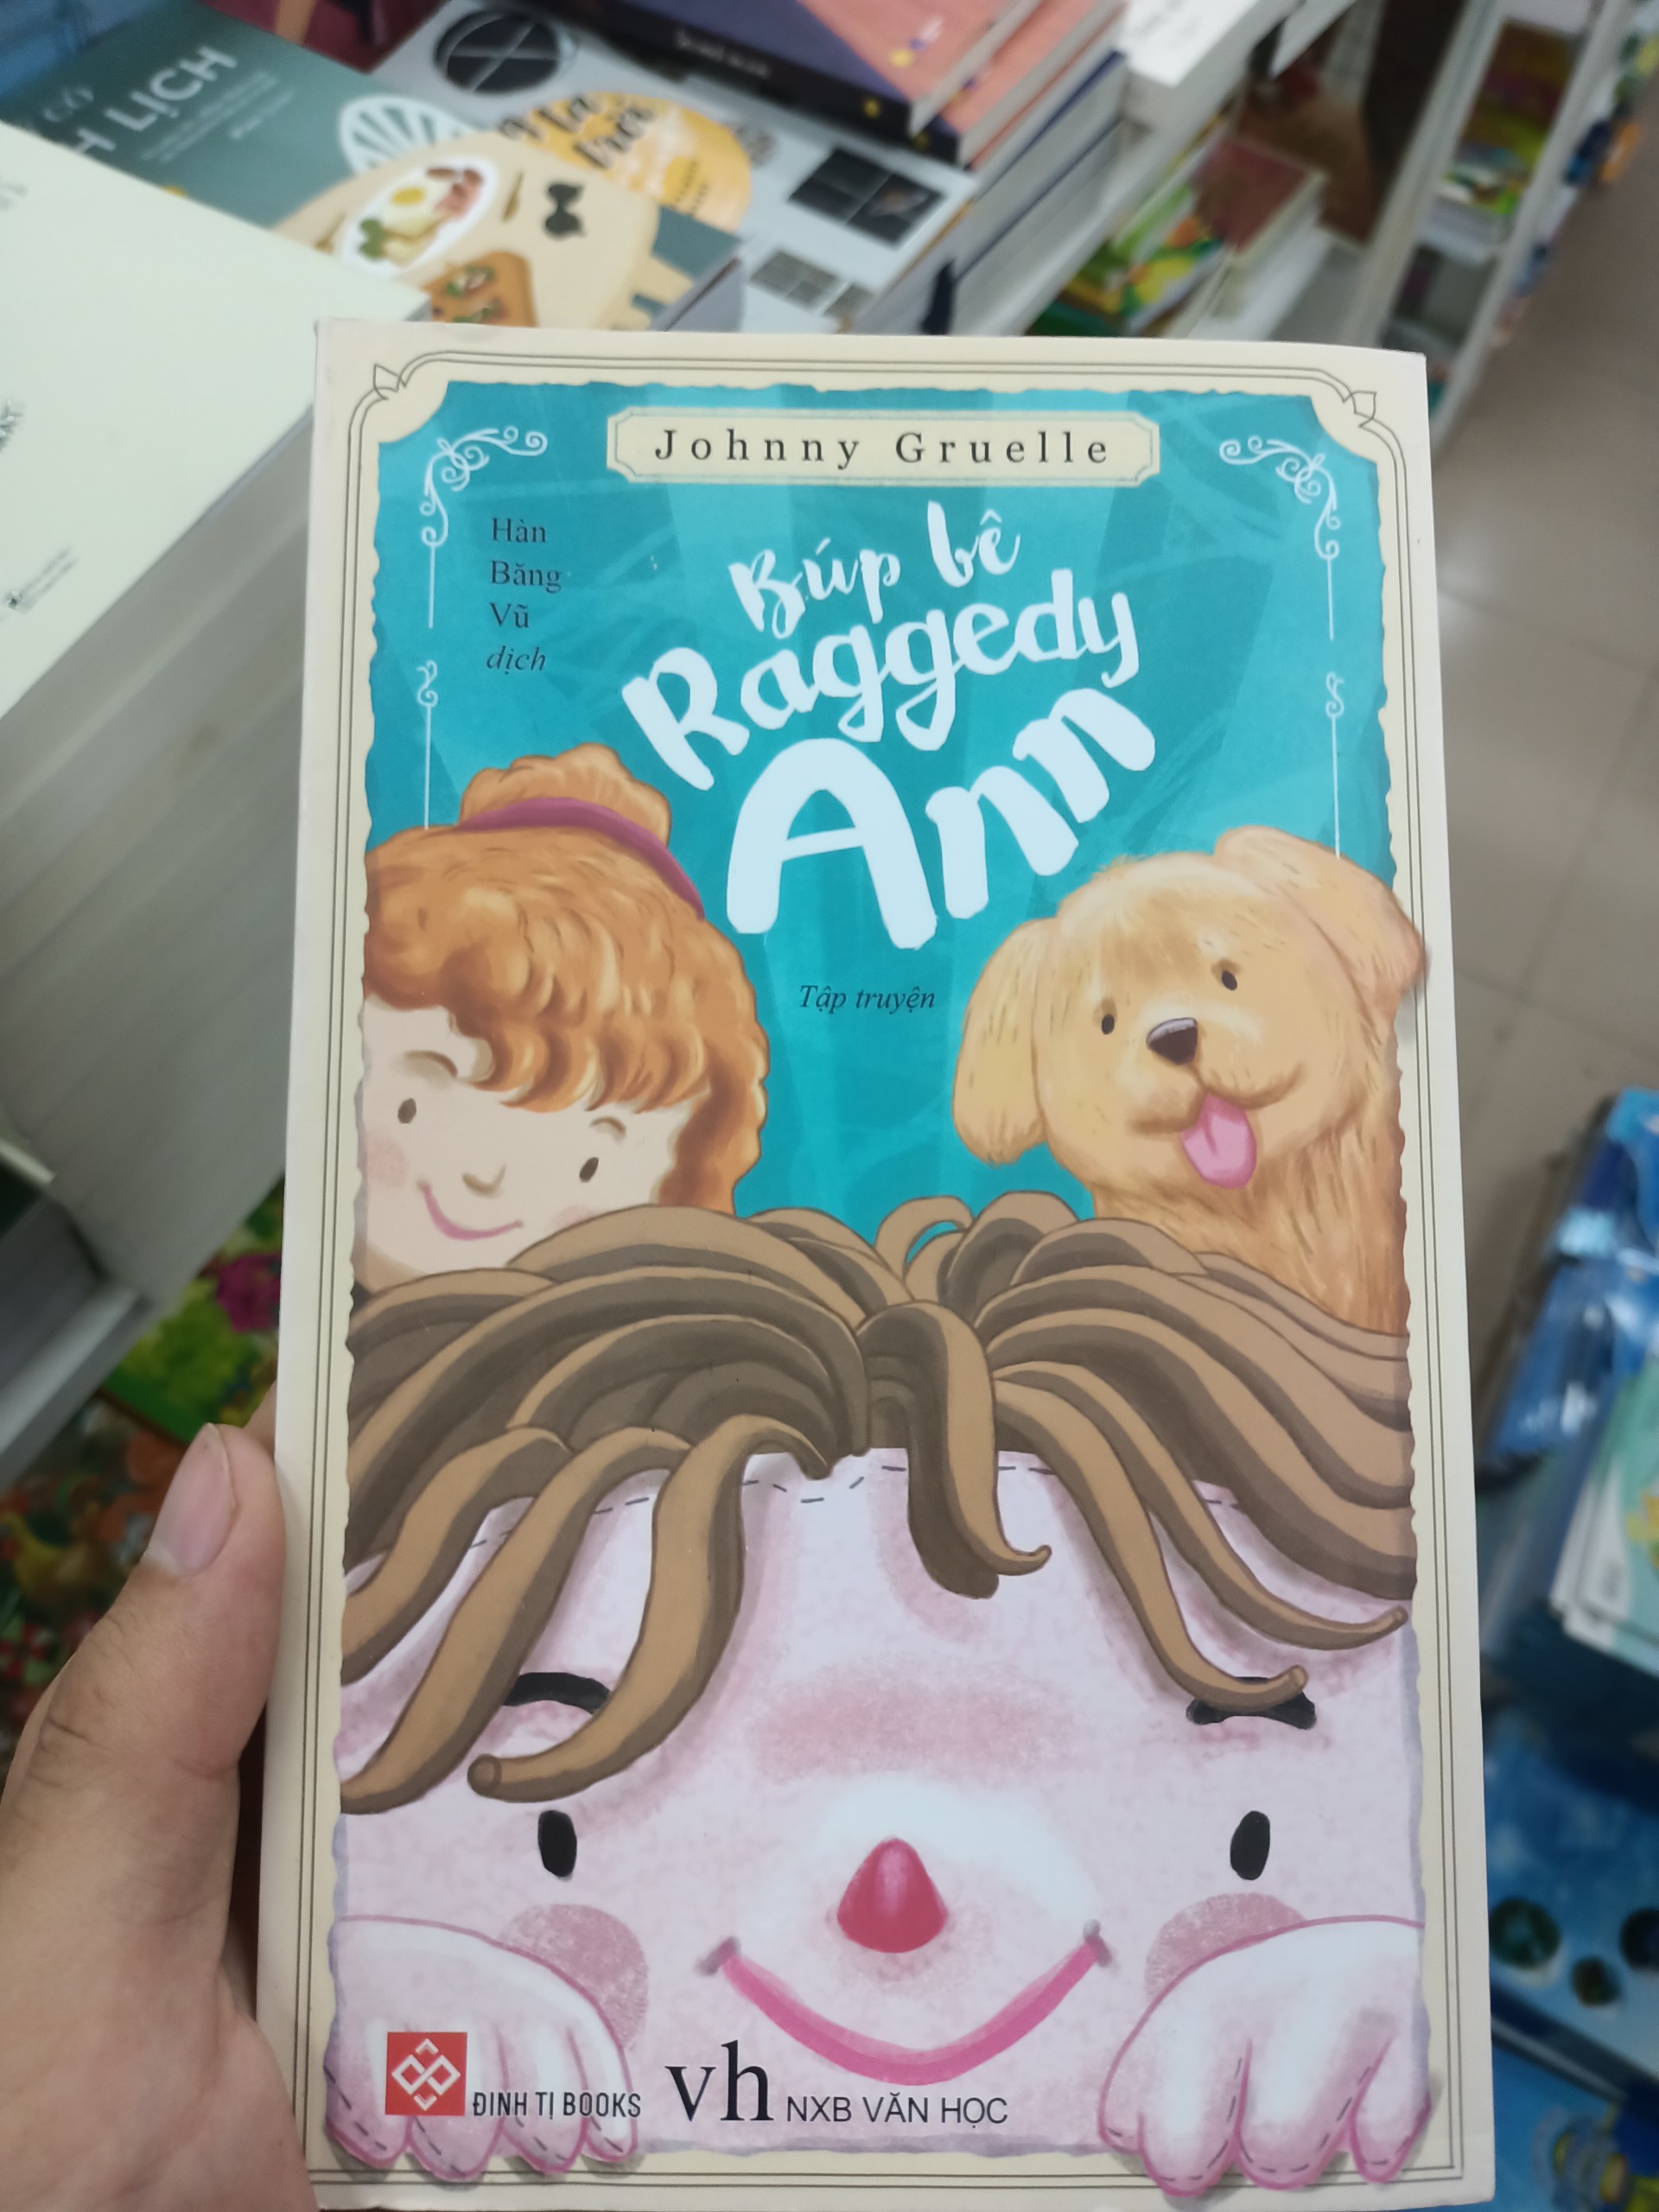 LỊCH
Johnny Gruelle
Hàn
Băng
Vũ
dịch
Búp bê
Raggedy
Ann
Tập truyện
ĐINH TỊ BOOKS
vh NXB VĂN HỌC